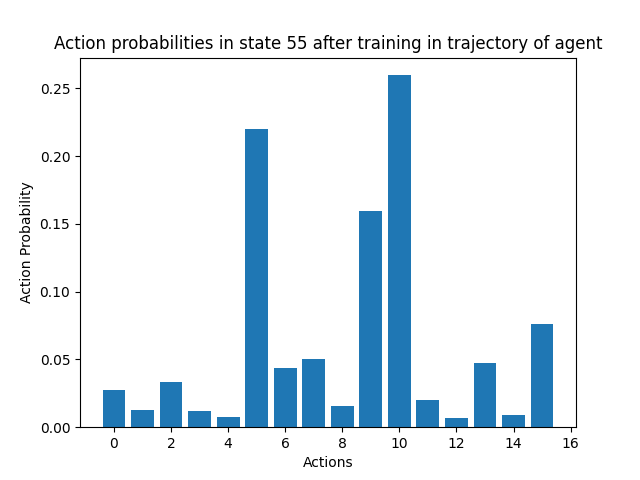 Action probabilities in state 55 after training in trajectory of agent
0.25
0.20
0.15
0.10
0.05
0.00
Action Probability
0 2 4 6 8 10 12 14 16
Actions